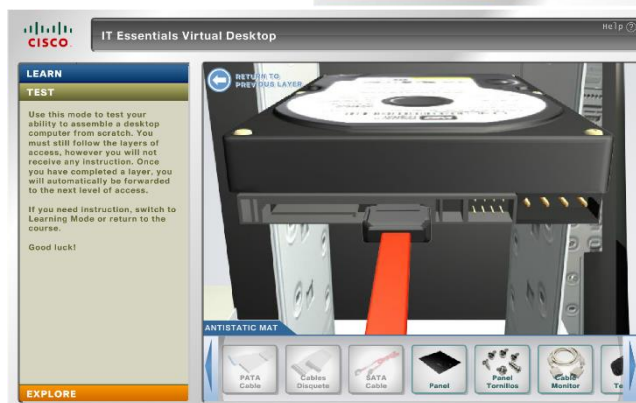 CISCO
IT Essentials Virtual Desktop
Help ?
LEARN
TEST
Use this mode to test your
ability to assemble a desktop
computer from scratch. You
must still follow the layers of
access, however you will not
receive any instruction. Once
you have completed a layer, you
will automatically be forwarded
to the next level of access.
If you need instruction, switch to
Learning Mode or return to the
course.
Good luck!
EXPLORE
RETURN TO
PREVIOUS LAYER
ANTISTATIC MAT
PATA
Cable
Cables
Disquete
SATA
Cable
Panel
Panel
Tornillos
Cable
Monitor
Te